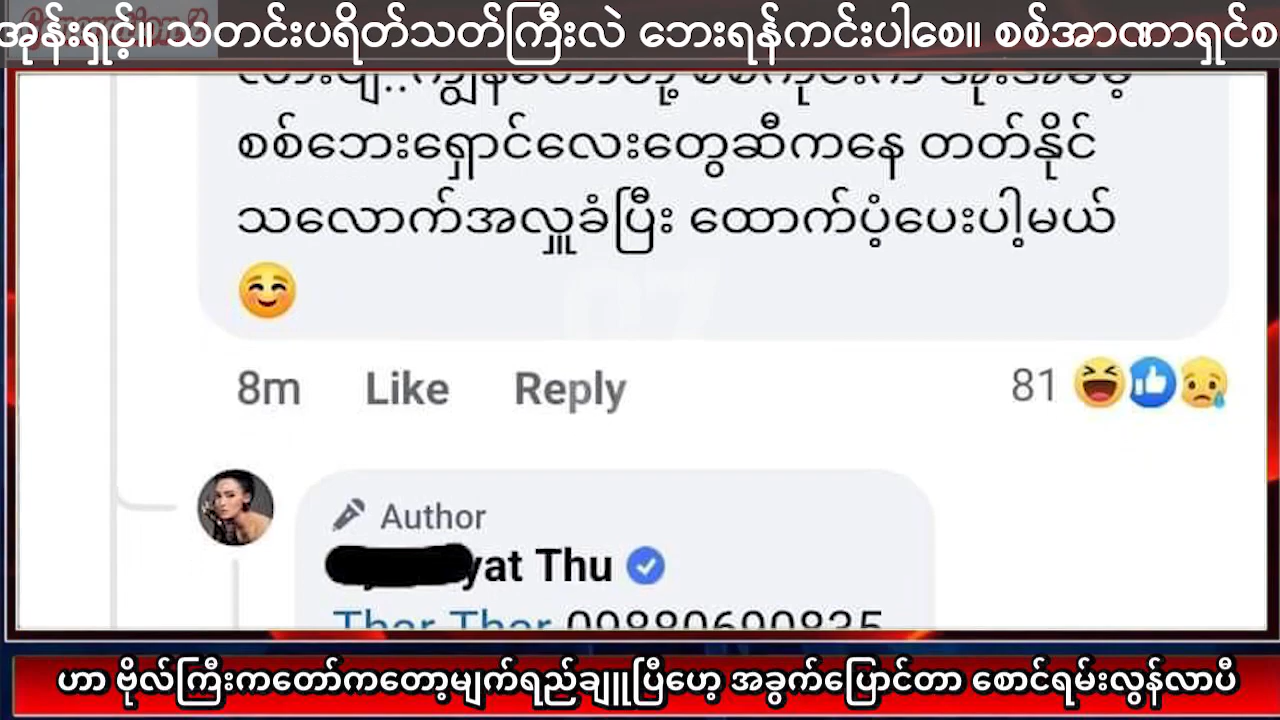 အုန်းရှင့်။ သတင်းပရိတ်သတ်ကြီးလဲ ဘေးရန်ကင်းပါစေ။ စစ်အာဏာရှင်စ
စစ်ဘေးရှောင်လေးတွေဆီကနေ တတ်နိုင်
သလောက်အလှူခံပြီး ထောက်ပံ့ပေးပါ့မယ်
☺️
8m Like Reply 81
Author
yat Thu
Thar Thar 09880600835
ဟာ ဗိုလ်ကြီးကတော်ကတော့မျက်ရည်ချူပြီဟေ့ အခွက်ပြောင်တာ စောင်ရမ်းလွန်လာပီ